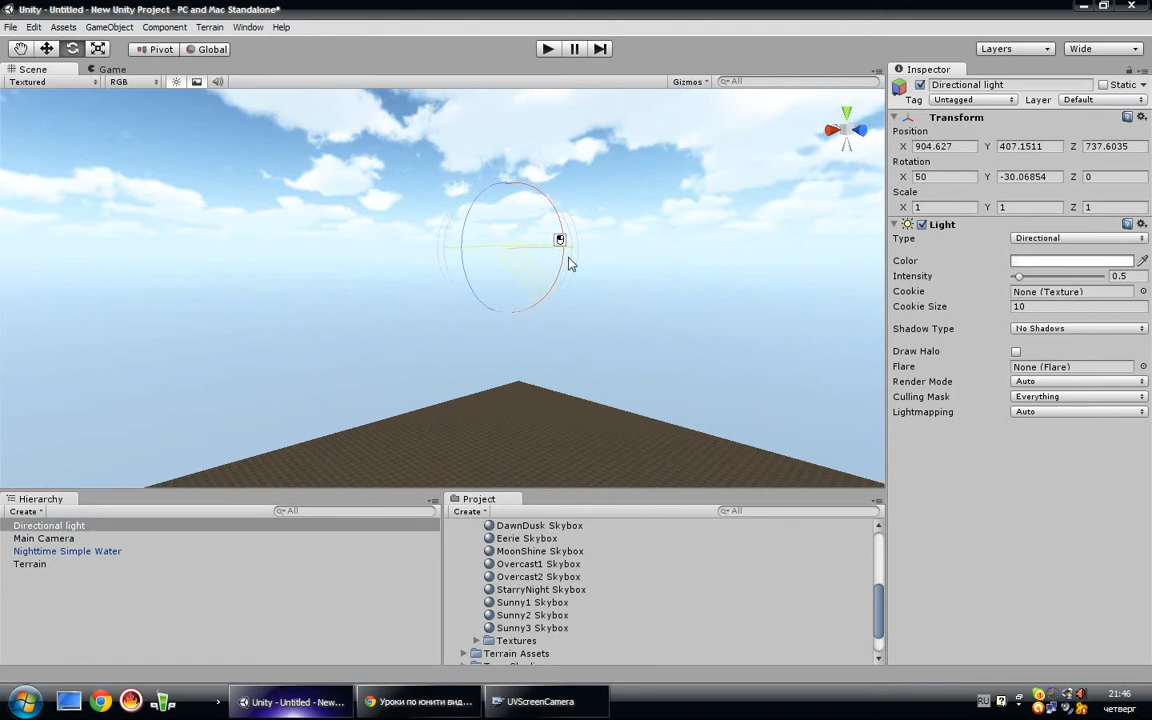 Unity - Untitled - New Unity Project - PC and Mac Standalone*
File Edit Assets GameObject Component Terrain Window Help
Pivot Global Layers Wide
Scene Game
Textured RGB Gizmos All
Inspector
Directional light Static
Tag Untagged Layer Default
Transform
Position
X 904.627 Y 407.1511 Z 737.6035
Rotation
X 50 Y -30.06854 Z 0
Scale
X 1 Y 1 Z 1
Light
Type Directional
Color
Intensity 0.5
Cookie None (Texture)
Cookie Size 10
Shadow Type No Shadows
Draw Halo
Flare None (Flare)
Render Mode Auto
Culling Mask Everything
Lightmapping Auto
Hierarchy
Create All
Directional light
Main Camera
Nighttime Simple Water
Terrain
Project
Create All
DawnDusk Skybox
Eerie Skybox
MoonShine Skybox
Overcast1 Skybox
Overcast2 Skybox
StarryNight Skybox
Sunny1 Skybox
Sunny2 Skybox
Sunny3 Skybox
Textures
Terrain Assets
Unity - Untitled - New...
Уроки по юнити вид...
UVScreenCamera
RU
21:46
четверг